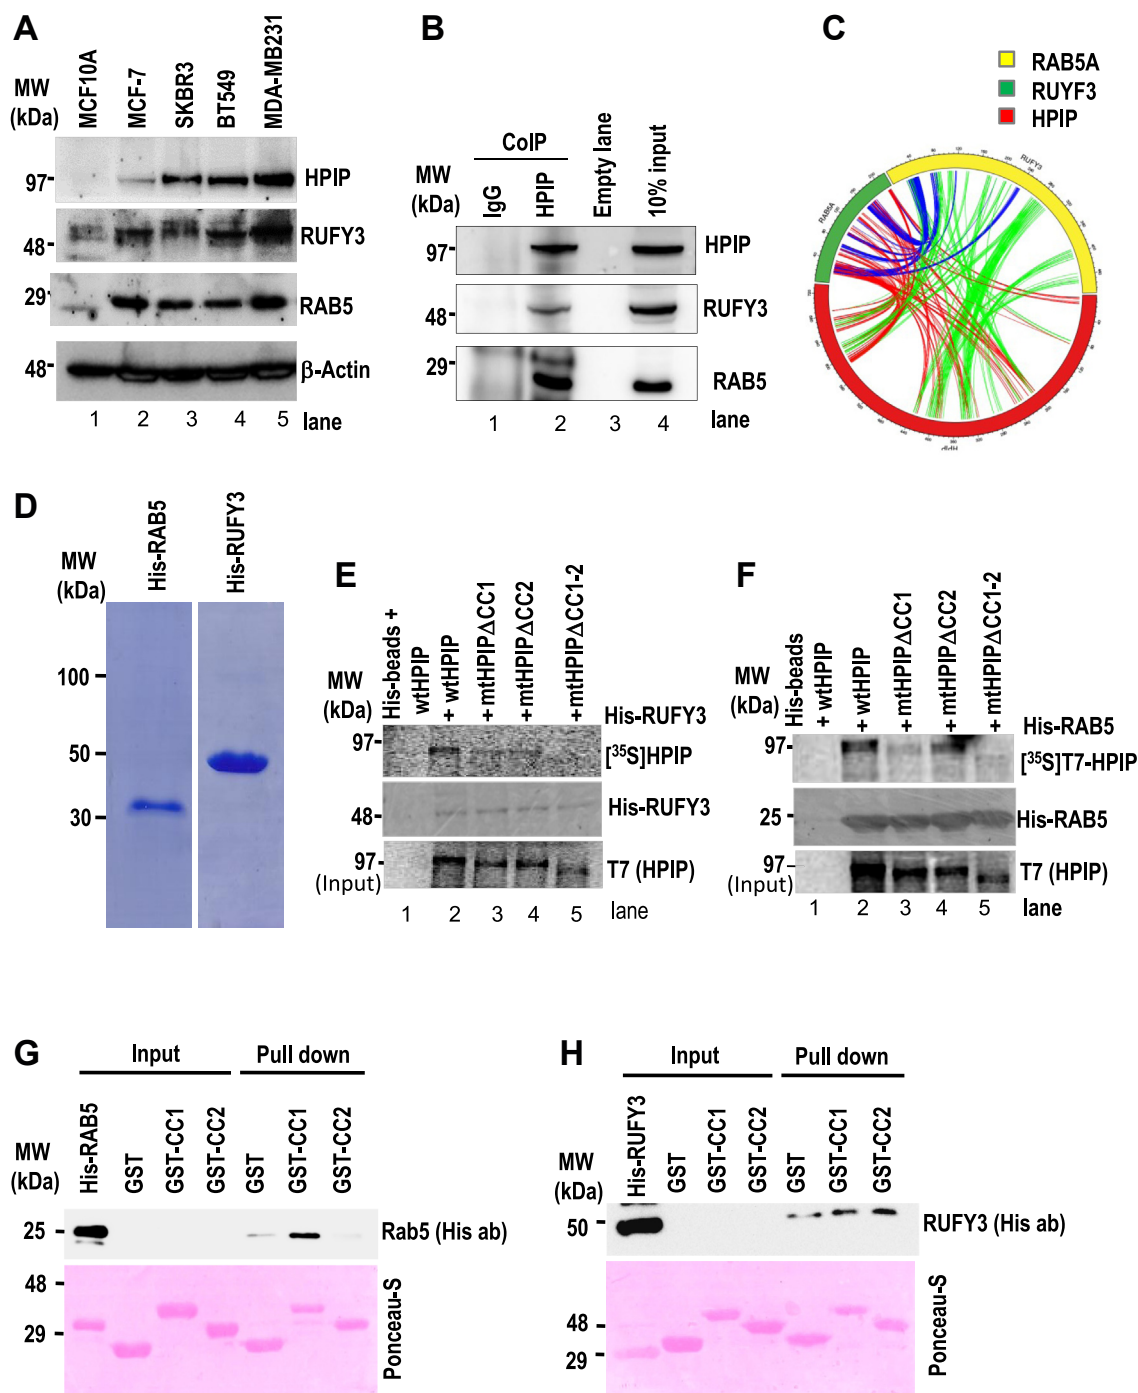 A
MW
(kDa)
MCF10A
MCF-7
SKBR3
BT549
MDA-MB231
97
HPIP
48
RUFY3
29
RAB5
48
β-Actin
1 2 3 4 5 lane
B
CoIP
MW
(kDa)
IgG
HPIP
Empty lane
10% input
97
HPIP
48
RUFY3
29
RAB5
lane
1 2 3 4
C
RAB5A
RUYF3
HPIP
RUFY3
RAB5A
HPIP
D
MW
(kDa)
His-RAB5
His-RUFY3
100
50
30
E
MW
(kDa)
His-beads +
wtHPIP
+ wtHPIP
+ mtHPIPΔCC1
+ mtHPIPΔCC2
+mtHPIPΔCC1-2
His-RUFY3
97
[35S]HPIP
48
His-RUFY3
97
(Input)
T7 (HPIP)
1 2 3 4 5 lane
F
MW
(kDa)
His-beads
+ wtHPIP
+ wtHPIP
+ mtHPIPΔCC1
+ mtHPIPΔCC2
+ mtHPIPΔCC1-2
His-RAB5
97
[35S]T7-HPIP
25
His-RAB5
97
(Input)
T7 (HPIP)
1 2 3 4 5 lane
G
Input
Pull down
MW
(kDa)
His-RAB5
GST
GST-CC1
GST-CC2
GST
GST-CC1
GST-CC2
25
Rab5 (His ab)
48
29
Ponceau-S
H
Input
Pull down
MW
(kDa)
His-RUFY3
GST
GST-CC1
GST-CC2
GST
GST-CC1
GST-CC2
50
RUFY3 (His ab)
48
29
Ponceau-S